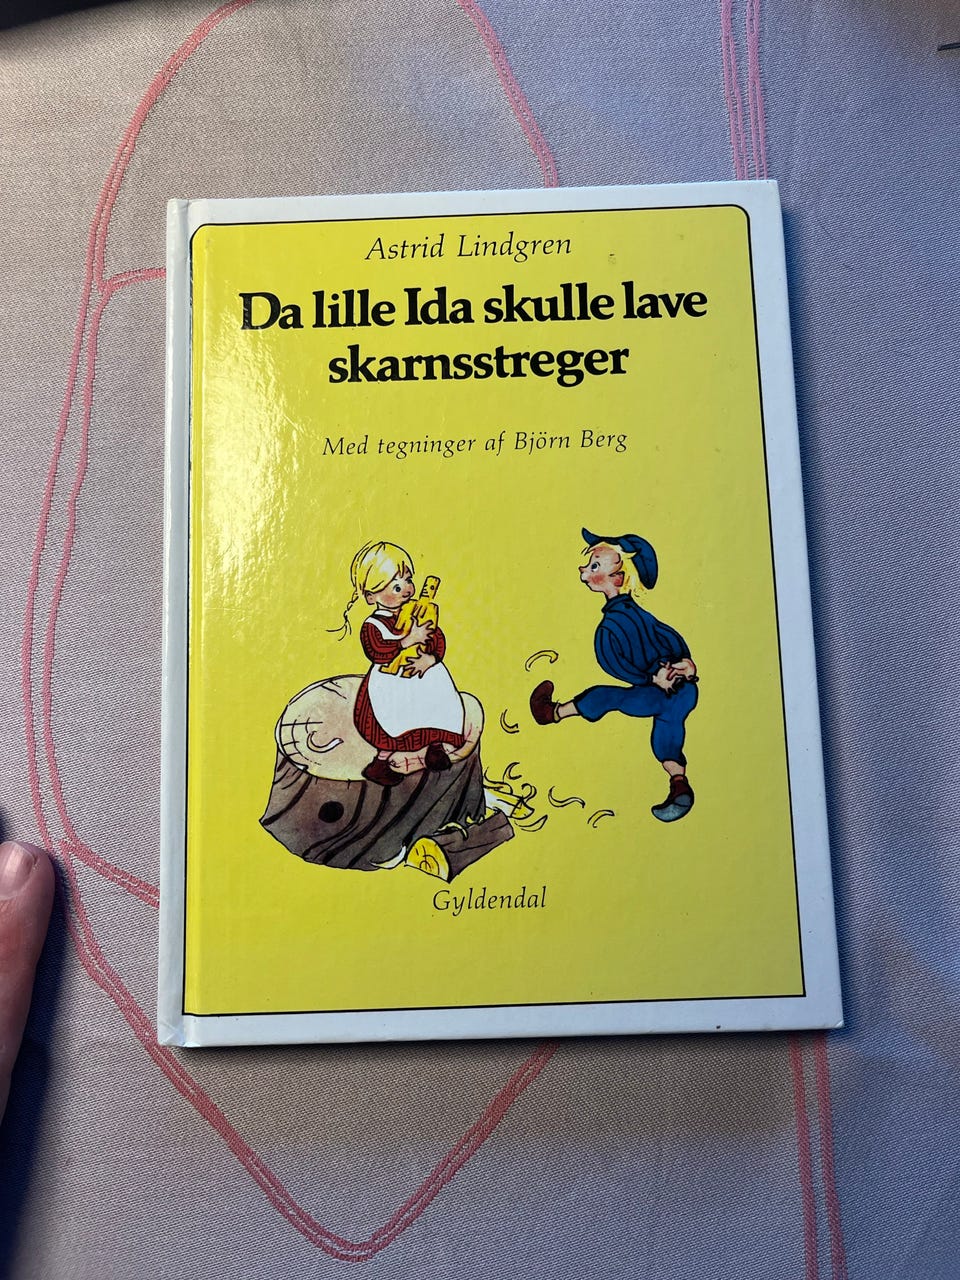 Astrid Lindgren
Da lille Ida skulle lave
skarnsstreger
Med tegninger af Björn Berg
Gyldendal